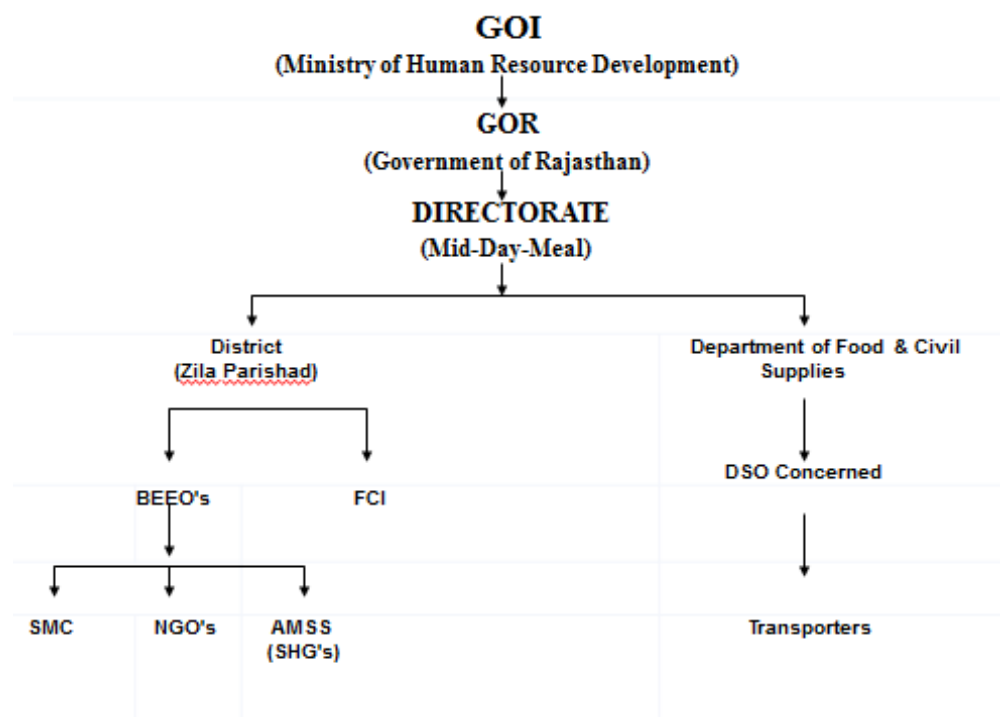 GOI
(Ministry of Human Resource Development)
GOR
(Government of Rajasthan)
DIRECTORATE
(Mid-Day-Meal)
District
(Zila Parishad)
Department of Food & Civil
Supplies
DSO Concerned
BEEO's
FCI
SMC
NGO's
AMSS
(SHG's)
Transporters